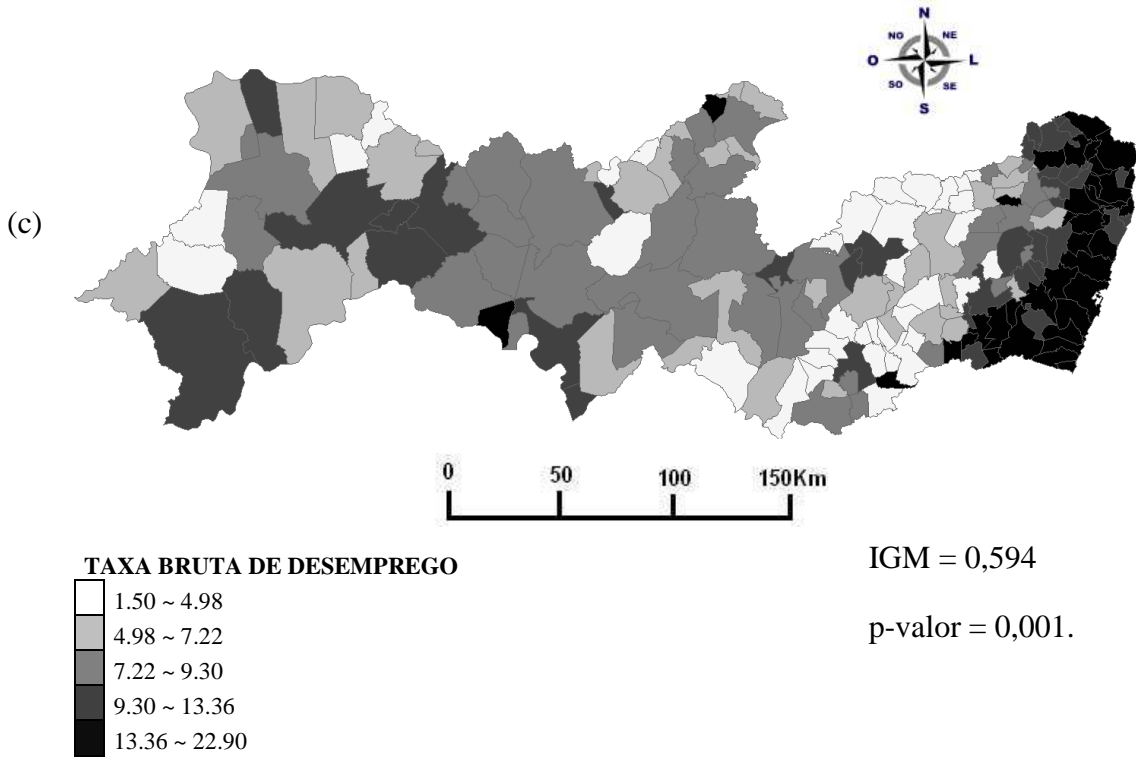 N
NO NE
O L
SO SE
S
(c)
0 50 100 150Km
TAXA BRUTA DE DESEMPREGO
1.50 ~ 4.98
4.98 ~ 7.22
7.22 ~ 9.30
9.30 ~ 13.36
13.36 ~ 22.90
IGM = 0,594
p-valor = 0,001.